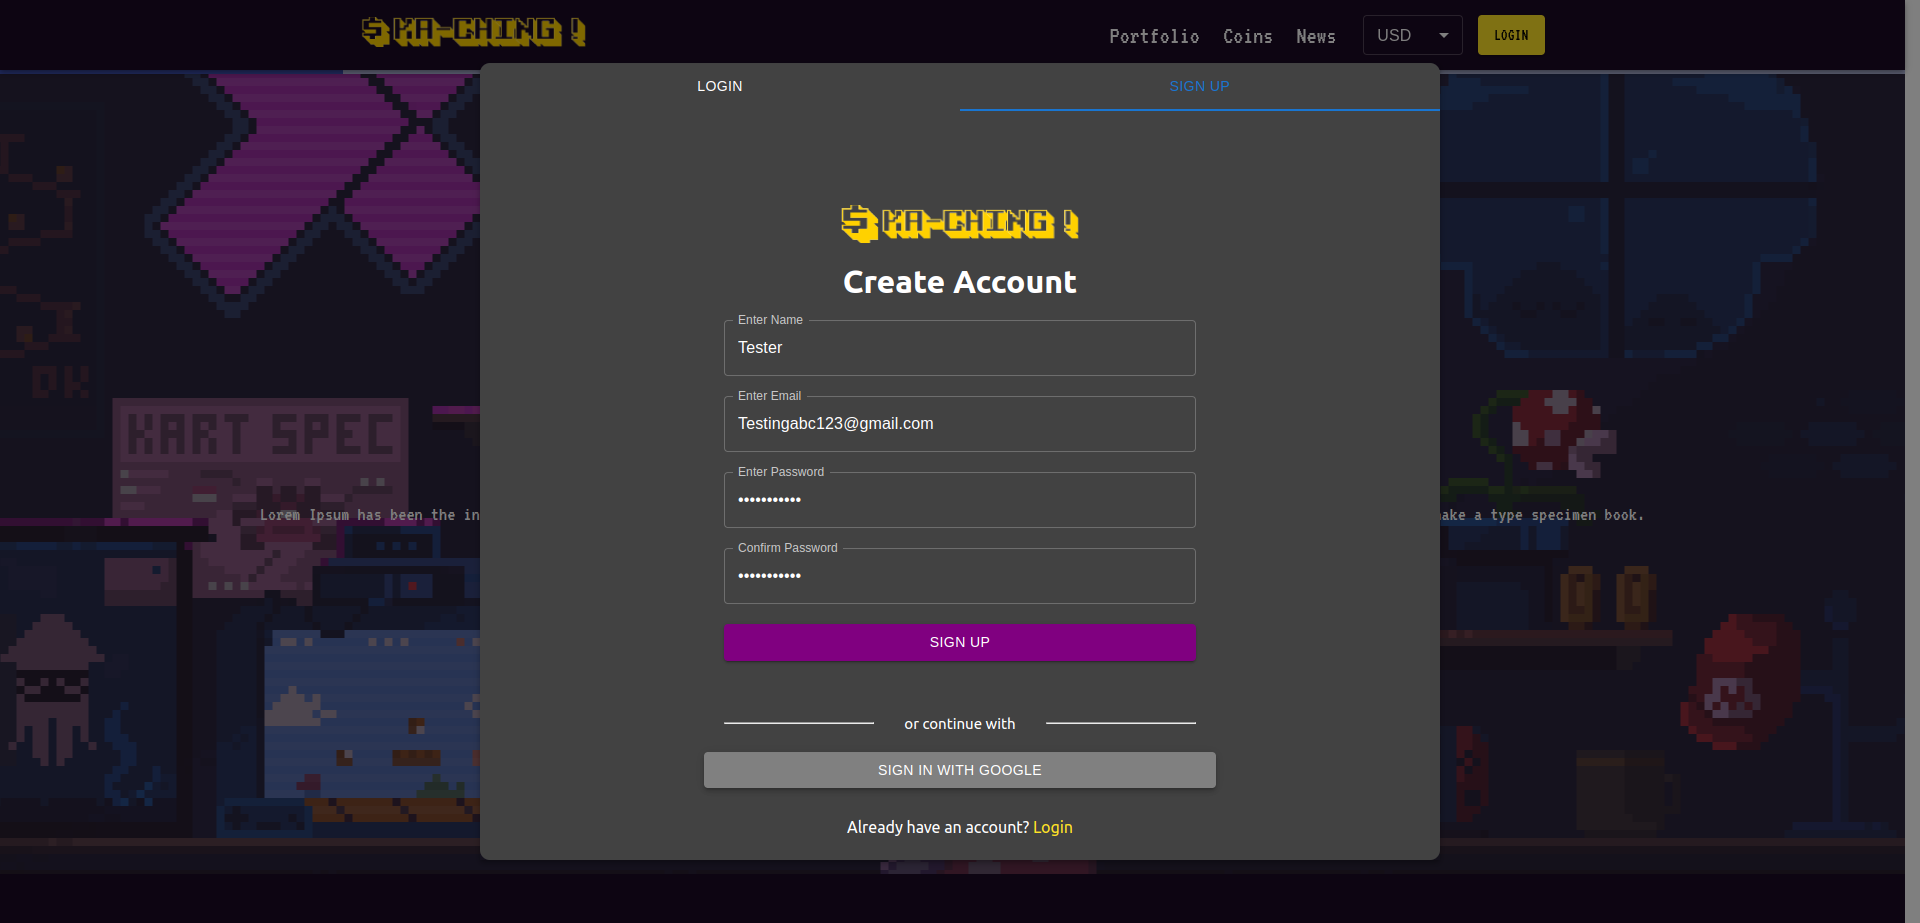 $ KA-CHING !
Portfolio Coins News USD LOGIN
LOGIN SIGN UP
$ KA-CHING !
Create Account
Enter Name
Tester
Enter Email
Testingabc123@gmail.com
Enter Password
•••••••••••
Confirm Password
•••••••••••
SIGN UP
or continue with
SIGN IN WITH GOOGLE
Already have an account? Login
DK
KART SPEC
Lorem Ipsum has been the in
ake a type specimen book.